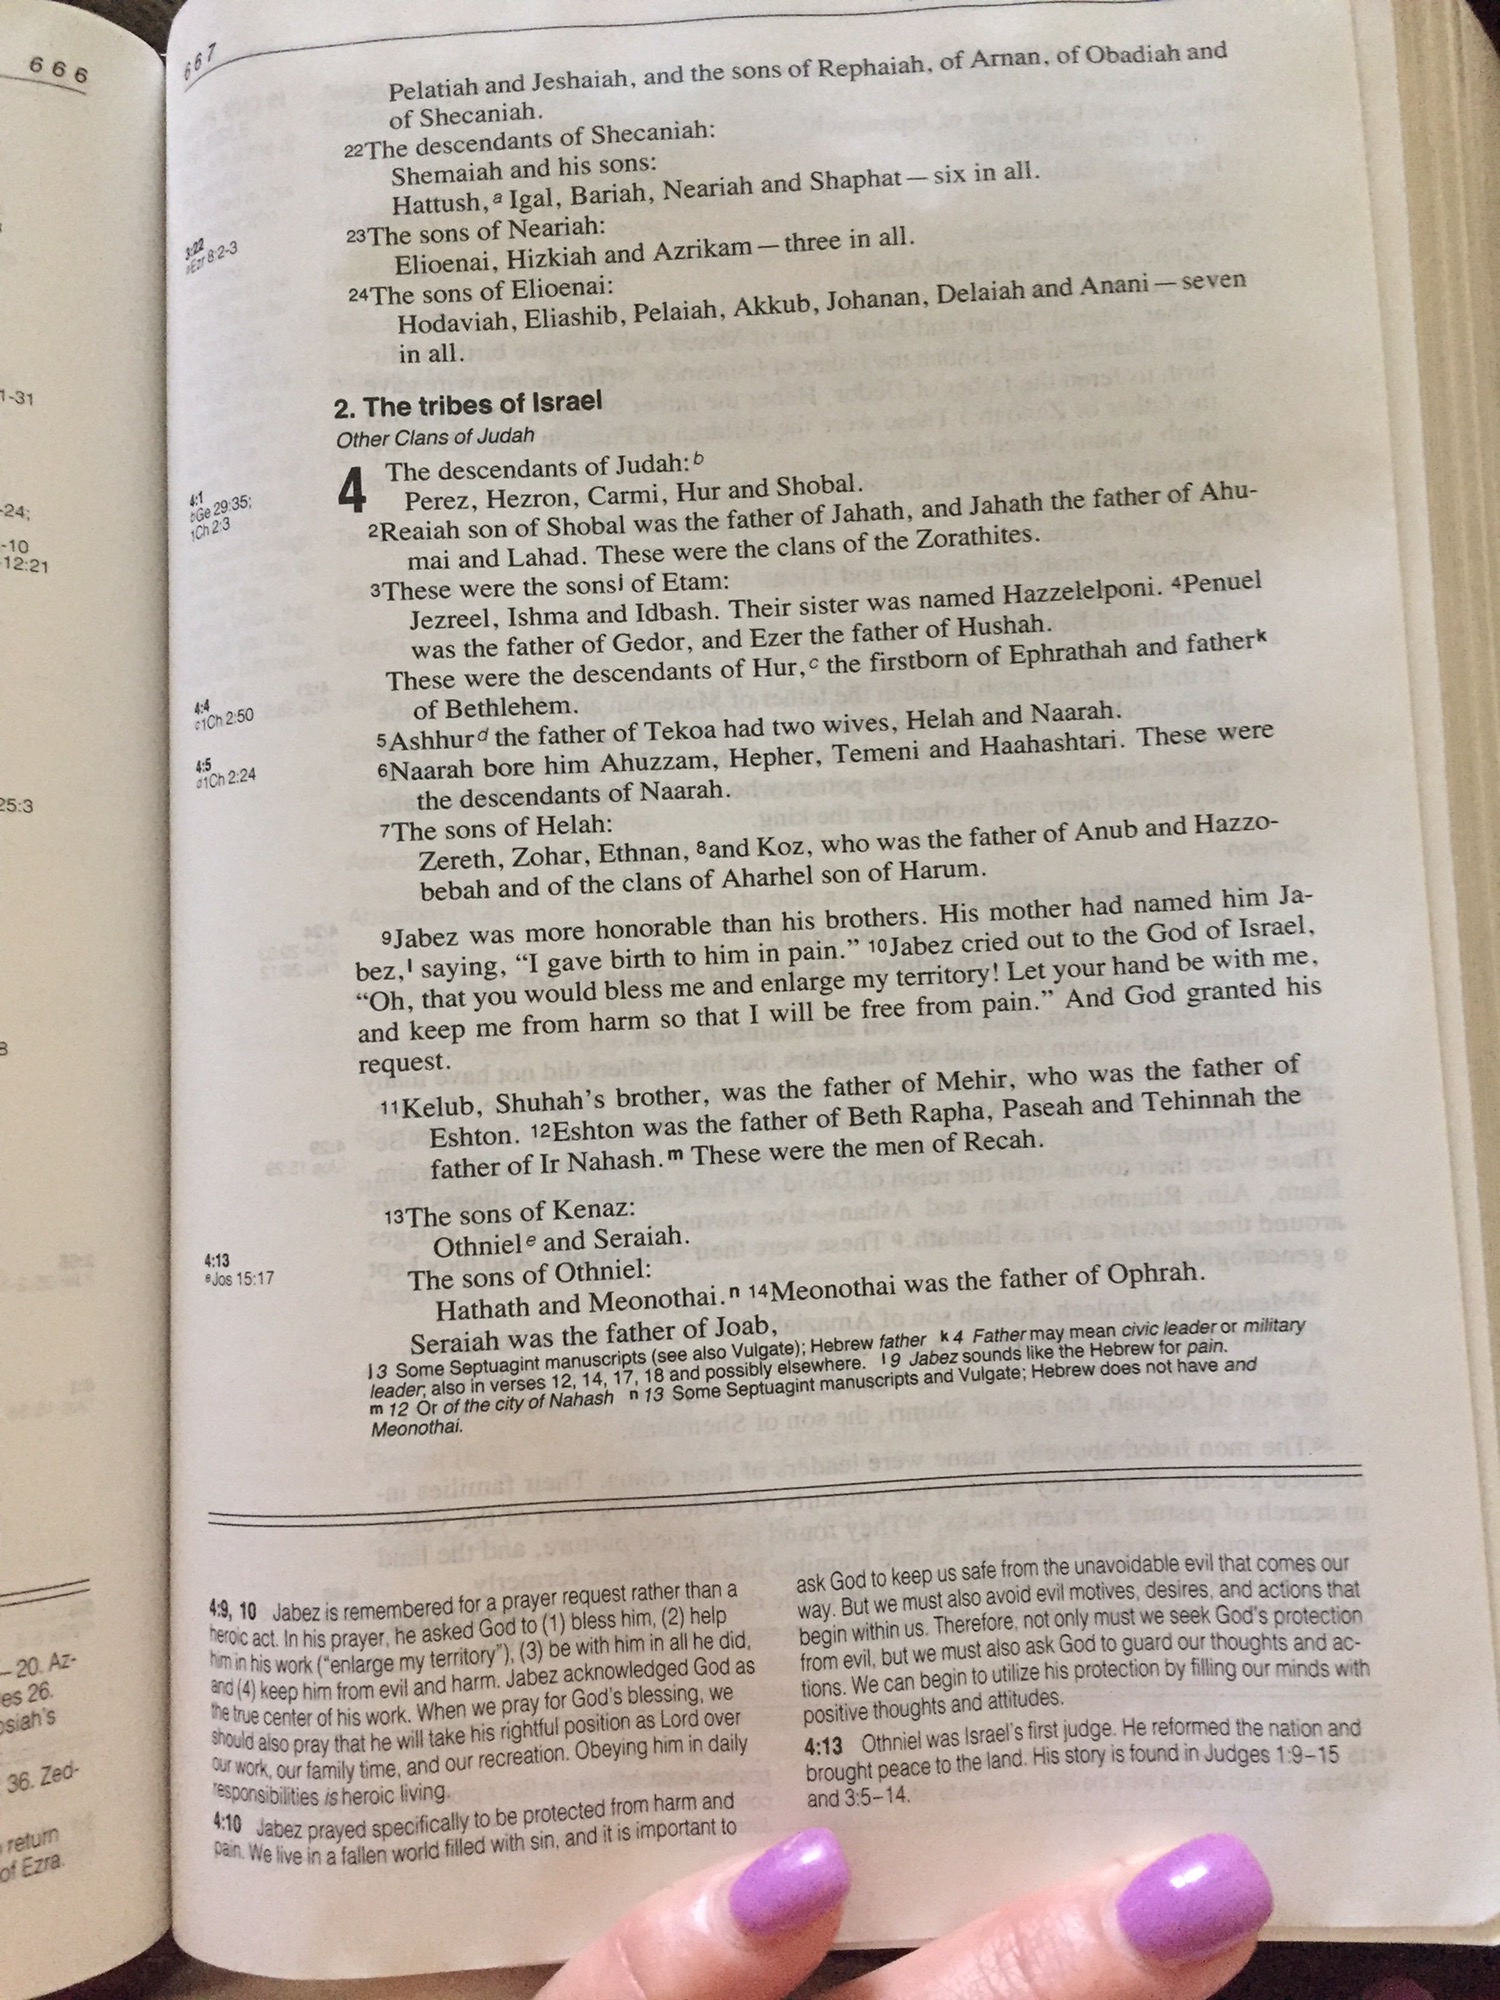 666
1-31
-24;
-10
-12:21
25:3
8
– 20. Az-
es 26.
osiah's
36. Zed-
return
of Ezra.
667
Pelatiah and Jeshaiah, and the sons of Rephaiah, of Arnan, of Obadiah and
of Shecaniah.
22The descendants of Shecaniah:
Shemaiah and his sons:
Hattush,a Igal, Bariah, Neariah and Shaphat — six in all.
23The sons of Neariah:
Elioenai, Hizkiah and Azrikam — three in all.
24The sons of Elioenai:
Hodaviah, Eliashib, Pelaiah, Akkub, Johanan, Delaiah and Anani — seven
in all.
3:22
aEzr 8:2-3
2. The tribes of Israel
Other Clans of Judah
4 The descendants of Judah:b
Perez, Hezron, Carmi, Hur and Shobal.
2Reaiah son of Shobal was the father of Jahath, and Jahath the father of Ahu-
mai and Lahad. These were the clans of the Zorathites.
3These were the sonsj of Etam:
Jezreel, Ishma and Idbash. Their sister was named Hazzelelponi. 4Penuel
was the father of Gedor, and Ezer the father of Hushah.
These were the descendants of Hur,c the firstborn of Ephrathah and fatherk
of Bethlehem.
5Ashhurd the father of Tekoa had two wives, Helah and Naarah.
6Naarah bore him Ahuzzam, Hepher, Temeni and Haahashtari. These were
the descendants of Naarah.
7The sons of Helah:
Zereth, Zohar, Ethnan, 8and Koz, who was the father of Anub and Hazzo-
bebah and of the clans of Aharhel son of Harum.
4:1
bGe 29:35;
1Ch 2:3
4:4
c1Ch 2:50
4:5
d1Ch 2:24
9Jabez was more honorable than his brothers. His mother had named him Ja-
bez,l saying, “I gave birth to him in pain.” 10Jabez cried out to the God of Israel,
“Oh, that you would bless me and enlarge my territory! Let your hand be with me,
and keep me from harm so that I will be free from pain.” And God granted his
request.
11Kelub, Shuhah's brother, was the father of Mehir, who was the father of
Eshton. 12Eshton was the father of Beth Rapha, Paseah and Tehinnah the
father of Ir Nahash.m These were the men of Recah.
13The sons of Kenaz:
Othniele and Seraiah.
The sons of Othniel:
Hathath and Meonothai.n 14Meonothai was the father of Ophrah.
Seraiah was the father of Joab,
4:13
eJos 15:17
j3 Some Septuagint manuscripts (see also Vulgate); Hebrew father k4 Father may mean civic leader or military
leader; also in verses 12, 14, 17, 18 and possibly elsewhere. l9 Jabez sounds like the Hebrew for pain.
m12 Or of the city of Nahash n13 Some Septuagint manuscripts and Vulgate; Hebrew does not have and
Meonothai.
4:9, 10 Jabez is remembered for a prayer request rather than a
heroic act. In his prayer, he asked God to (1) bless him, (2) help
him in his work (“enlarge my territory”), (3) be with him in all he did,
and (4) keep him from evil and harm. Jabez acknowledged God as
the true center of his work. When we pray for God's blessing, we
should also pray that he will take his rightful position as Lord over
our work, our family time, and our recreation. Obeying him in daily
responsibilities is heroic living.
4:10 Jabez prayed specifically to be protected from harm and
pain. We live in a fallen world filled with sin, and it is important to
ask God to keep us safe from the unavoidable evil that comes our
way. But we must also avoid evil motives, desires, and actions that
begin within us. Therefore, not only must we seek God's protection
from evil, but we must also ask God to guard our thoughts and ac-
tions. We can begin to utilize his protection by filling our minds with
positive thoughts and attitudes.
4:13 Othniel was Israel's first judge. He reformed the nation and
brought peace to the land. His story is found in Judges 1:9–15
and 3:5–14.